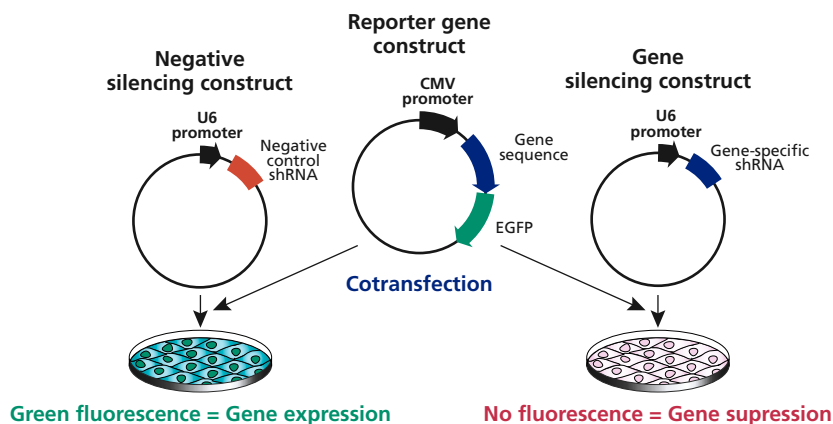 Negative
silencing construct
U6
promoter
Negative
control
shRNA
Reporter gene
construct
CMV
promoter
Gene
sequence
EGFP
Cotransfection
Gene
silencing construct
U6
promoter
Gene-specific
shRNA
Green fluorescence = Gene expression
No fluorescence = Gene supression